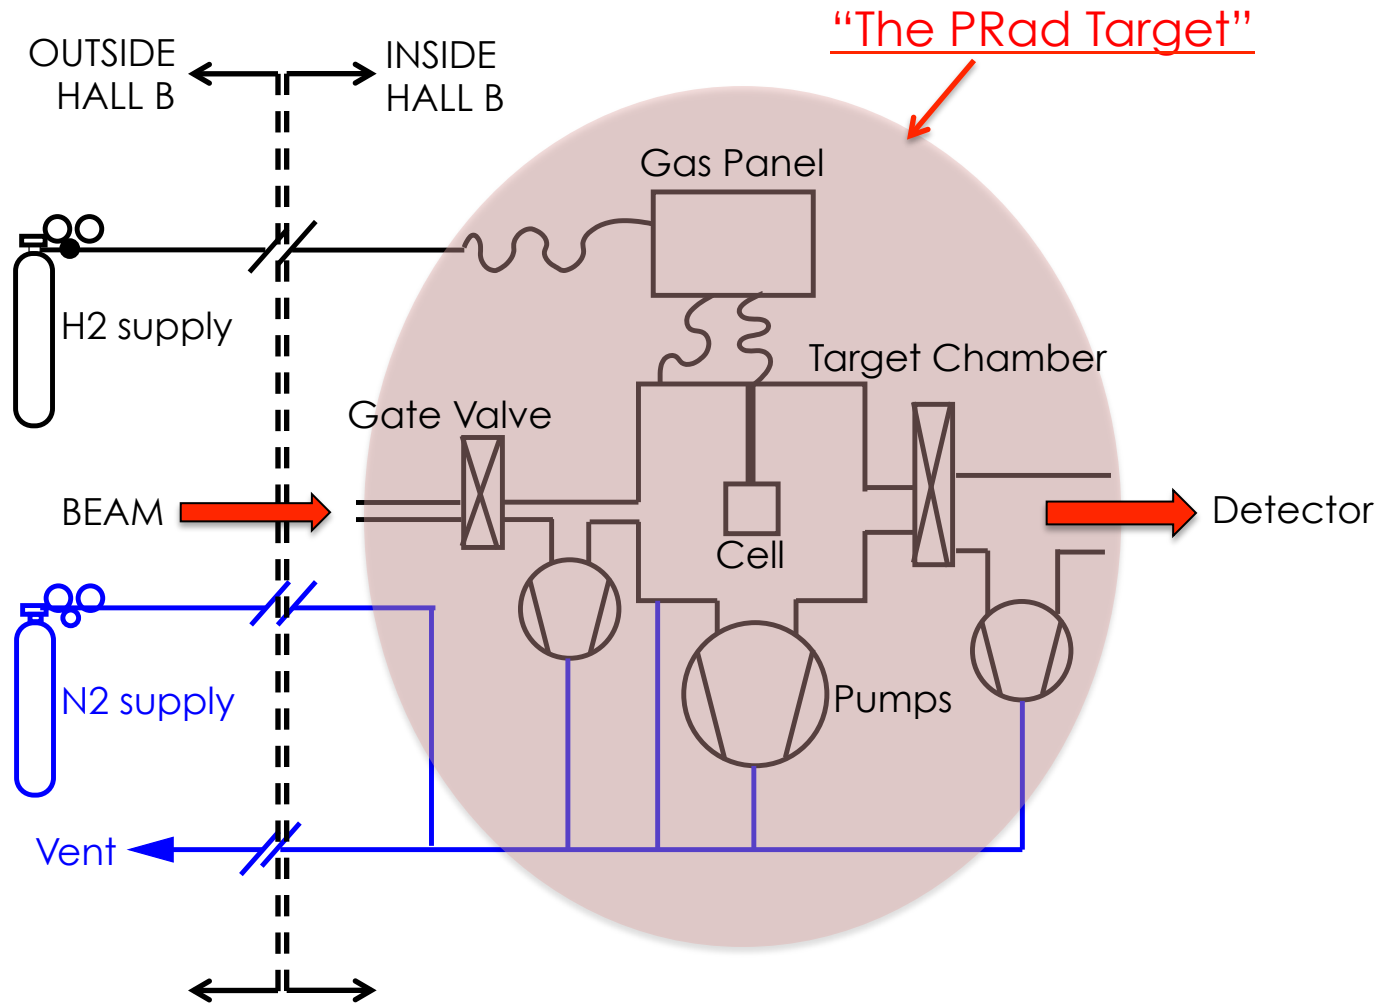 “The PRad Target”
OUTSIDE
HALL B
INSIDE
HALL B
Gas Panel
H2 supply
Target Chamber
Gate Valve
BEAM
Detector
Cell
N2 supply
Pumps
Vent